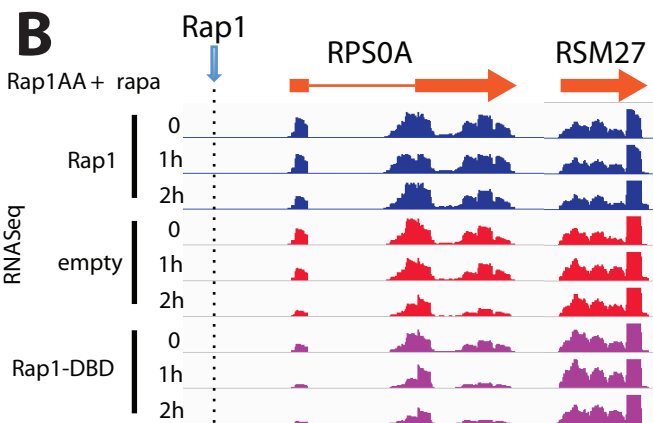 B
Rap1
RPS0A
RSM27
Rap1AA + rapa
RNASeq
Rap1
0
1h
2h
empty
0
1h
2h
Rap1-DBD
0
1h
2h